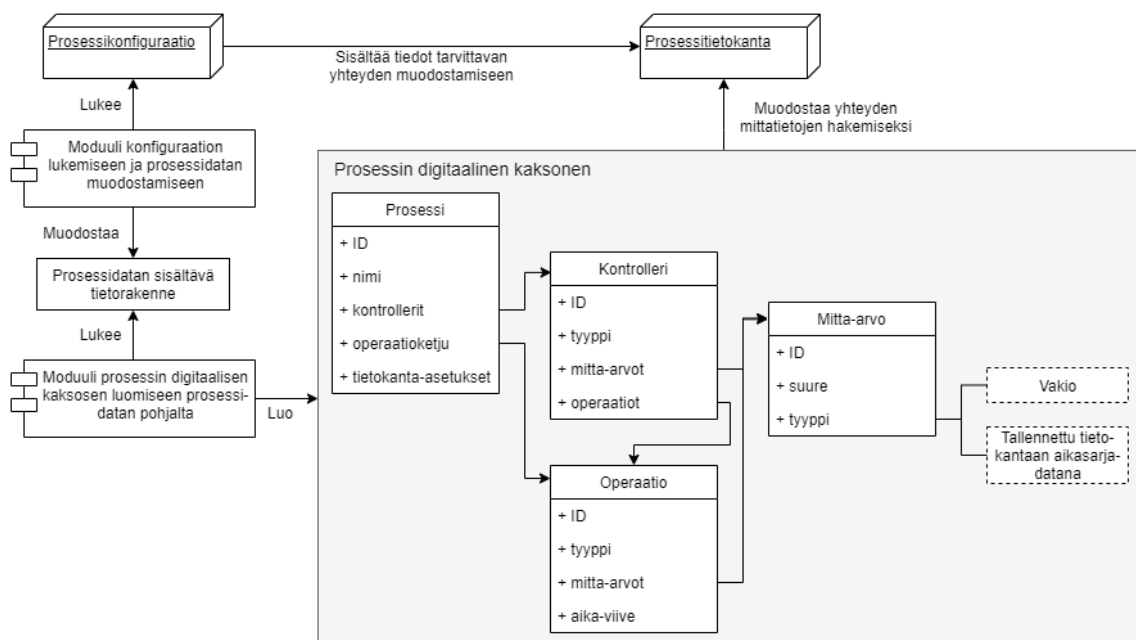 Prosessikonfiguraatio
Sisältää tiedot tarvittavan
yhteyden muodostamiseen
Prosessitietokanta
Lukee
Muodostaa yhteyden
mittatietojen hakemiseksi
Moduuli konfiguraation
lukemiseen ja prosessidatan
muodostamiseen
Muodostaa
Prosessidatan sisältävä
tietorakenne
Lukee
Moduuli prosessin digitaalisen
kaksosen luomiseen prosessi-
datan pohjalta
Luo
Prosessin digitaalinen kaksonen
Prosessi
+ ID
+ nimi
+ kontrollerit
+ operaatioketju
+ tietokanta-asetukset
Kontrolleri
+ ID
+ tyyppi
+ mitta-arvot
+ operaatiot
Operaatio
+ ID
+ tyyppi
+ mitta-arvot
+ aika-viive
Mitta-arvo
+ ID
+ suure
+ tyyppi
Vakio
Tallennettu tieto-
kantaan aikasarja-
datana